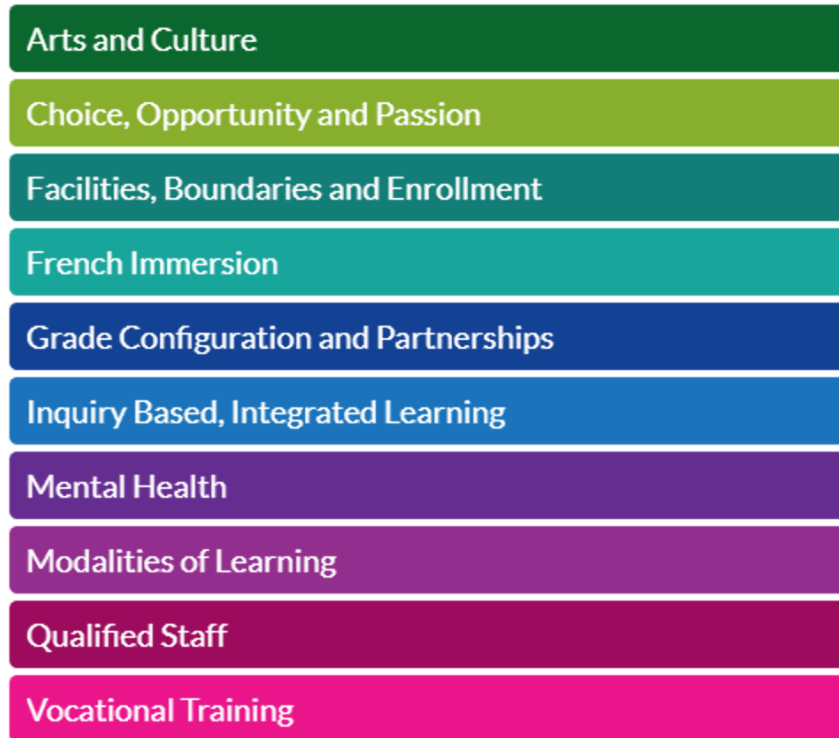 Arts and Culture
Choice, Opportunity and Passion
Facilities, Boundaries and Enrollment
French Immersion
Grade Configuration and Partnerships
Inquiry Based, Integrated Learning
Mental Health
Modalities of Learning
Qualified Staff
Vocational Training